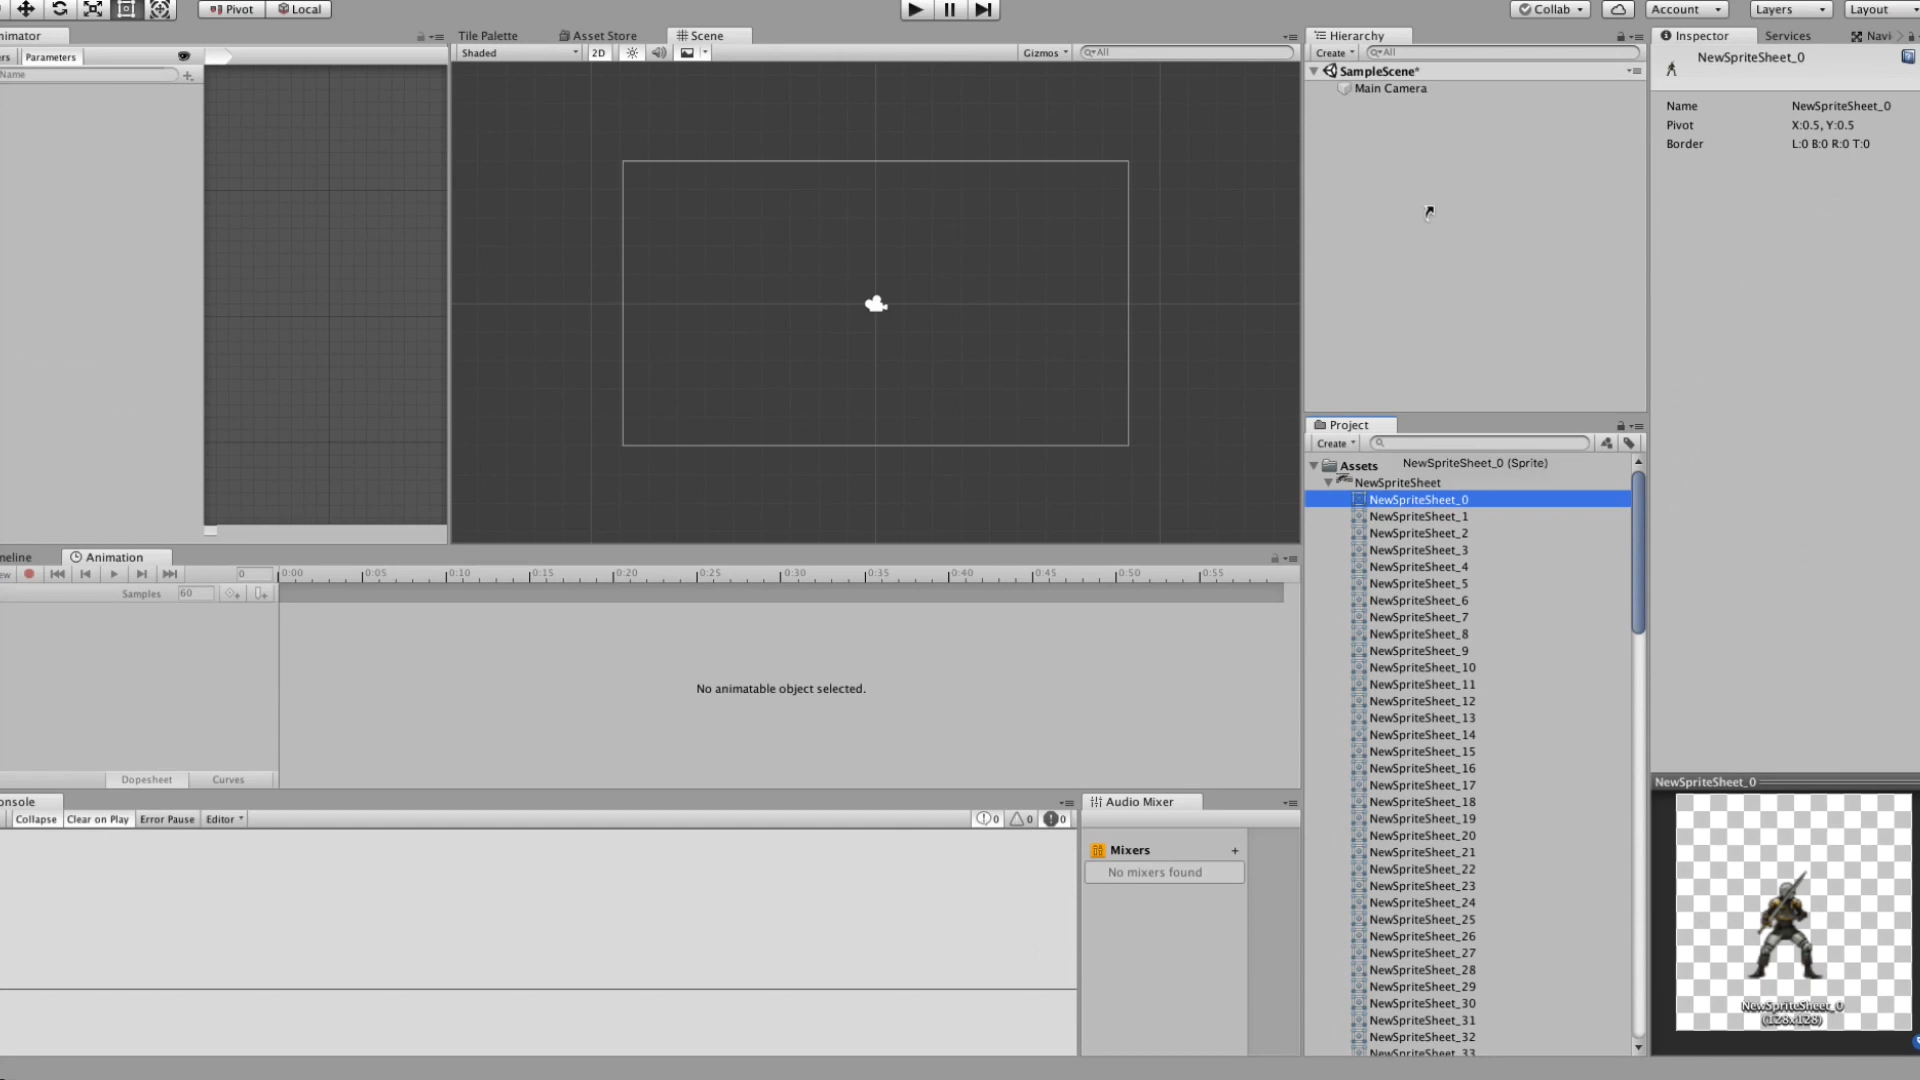 Pivot Local Collab Account Layers Layout
nimator
rs Parameters
Name
Tile Palette Asset Store Scene
Shaded 2D Gizmos All
Hierarchy
Create All
SampleScene*
Main Camera
Inspector Services Navi
NewSpriteSheet_0
Name NewSpriteSheet_0
Pivot X:0.5, Y:0.5
Border L:0 B:0 R:0 T:0
Project
Create
Assets NewSpriteSheet_0 (Sprite)
NewSpriteSheet
NewSpriteSheet_0
NewSpriteSheet_1
NewSpriteSheet_2
NewSpriteSheet_3
NewSpriteSheet_4
NewSpriteSheet_5
NewSpriteSheet_6
NewSpriteSheet_7
NewSpriteSheet_8
NewSpriteSheet_9
NewSpriteSheet_10
NewSpriteSheet_11
NewSpriteSheet_12
NewSpriteSheet_13
NewSpriteSheet_14
NewSpriteSheet_15
NewSpriteSheet_16
NewSpriteSheet_17
NewSpriteSheet_18
NewSpriteSheet_19
NewSpriteSheet_20
NewSpriteSheet_21
NewSpriteSheet_22
NewSpriteSheet_23
NewSpriteSheet_24
NewSpriteSheet_25
NewSpriteSheet_26
NewSpriteSheet_27
NewSpriteSheet_28
NewSpriteSheet_29
NewSpriteSheet_30
NewSpriteSheet_31
NewSpriteSheet_32
NewSpriteSheet_33
meline Animation
ew 0 0:00 0:05 0:10 0:15 0:20 0:25 0:30 0:35 0:40 0:45 0:50 0:55
Samples 60
No animatable object selected.
Dopesheet Curves
onsole
Collapse Clear on Play Error Pause Editor 0 0 0
Audio Mixer
Mixers +
No mixers found
NewSpriteSheet_0
NewSpriteSheet_0
(128x128)